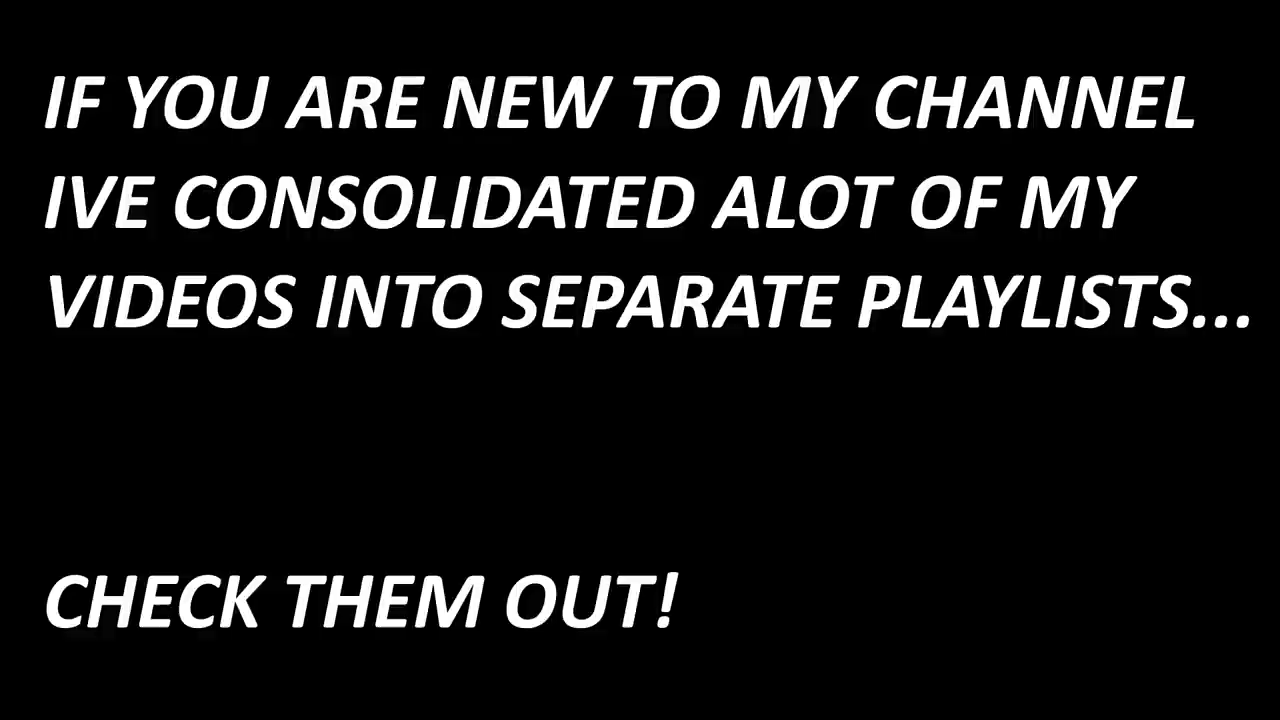 IF YOU ARE NEW TO MY CHANNEL
IVE CONSOLIDATED ALOT OF MY
VIDEOS INTO SEPARATE PLAYLISTS...
CHECK THEM OUT!